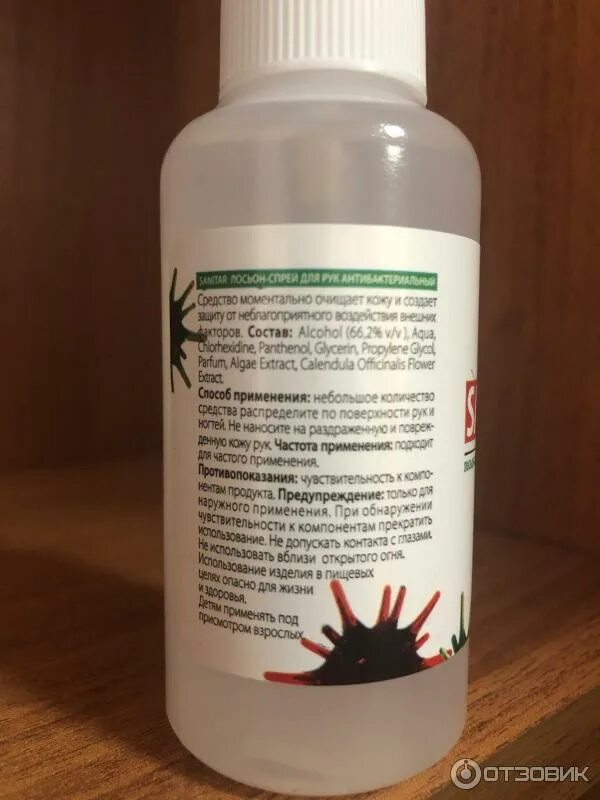 SANITAR ЛОСЬОН-СПРЕЙ ДЛЯ РУК АНТИБАКТЕРИАЛЬНЫЙ
Средство моментально очищает кожу и создает
защиту от неблагоприятного воздействия внешних
факторов. Состав: Alcohol (66,2% v/v ), Aqua,
Chlorhexidine, Panthenol, Glycerin, Propylene Glycol,
Parfum, Algae Extract, Calendula Officinalis Flower
Extract.
Способ применения: небольшое количество
средства распределите по поверхности рук и
ногтей. Не наносите на раздраженную и повреж-
денную кожу рук. Частота применения: подходит
для частого применения.
Противопоказания: чувствительность к компо-
нентам продукта. Предупреждение: только для
наружного применения. При обнаружении
чувствительности к компонентам прекратить
использование. Не допускать контакта с глазами.
Не использовать вблизи открытого огня.
Использование изделия в пищевых
целях опасно для жизни
и здоровья.
Детям применять под
присмотром взрослых
ОТЗОВИК